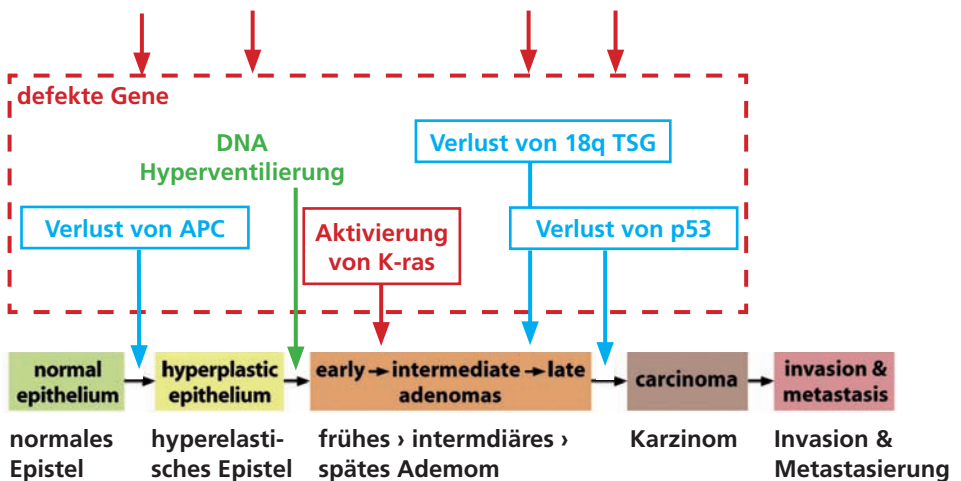 defekte Gene
DNA
Hyperventilierung
Verlust von 18q TSG
Verlust von APC
Aktivierung
von K-ras
Verlust von p53
normal
epithelium
hyperplastic
epithelium
early → intermediate → late
adenomas
carcinoma
invasion &
metastasis
normales
Epistel
hyperelasti-
sches Epistel
frühes › intermdiäres ›
spätes Ademom
Karzinom
Invasion &
Metastasierung